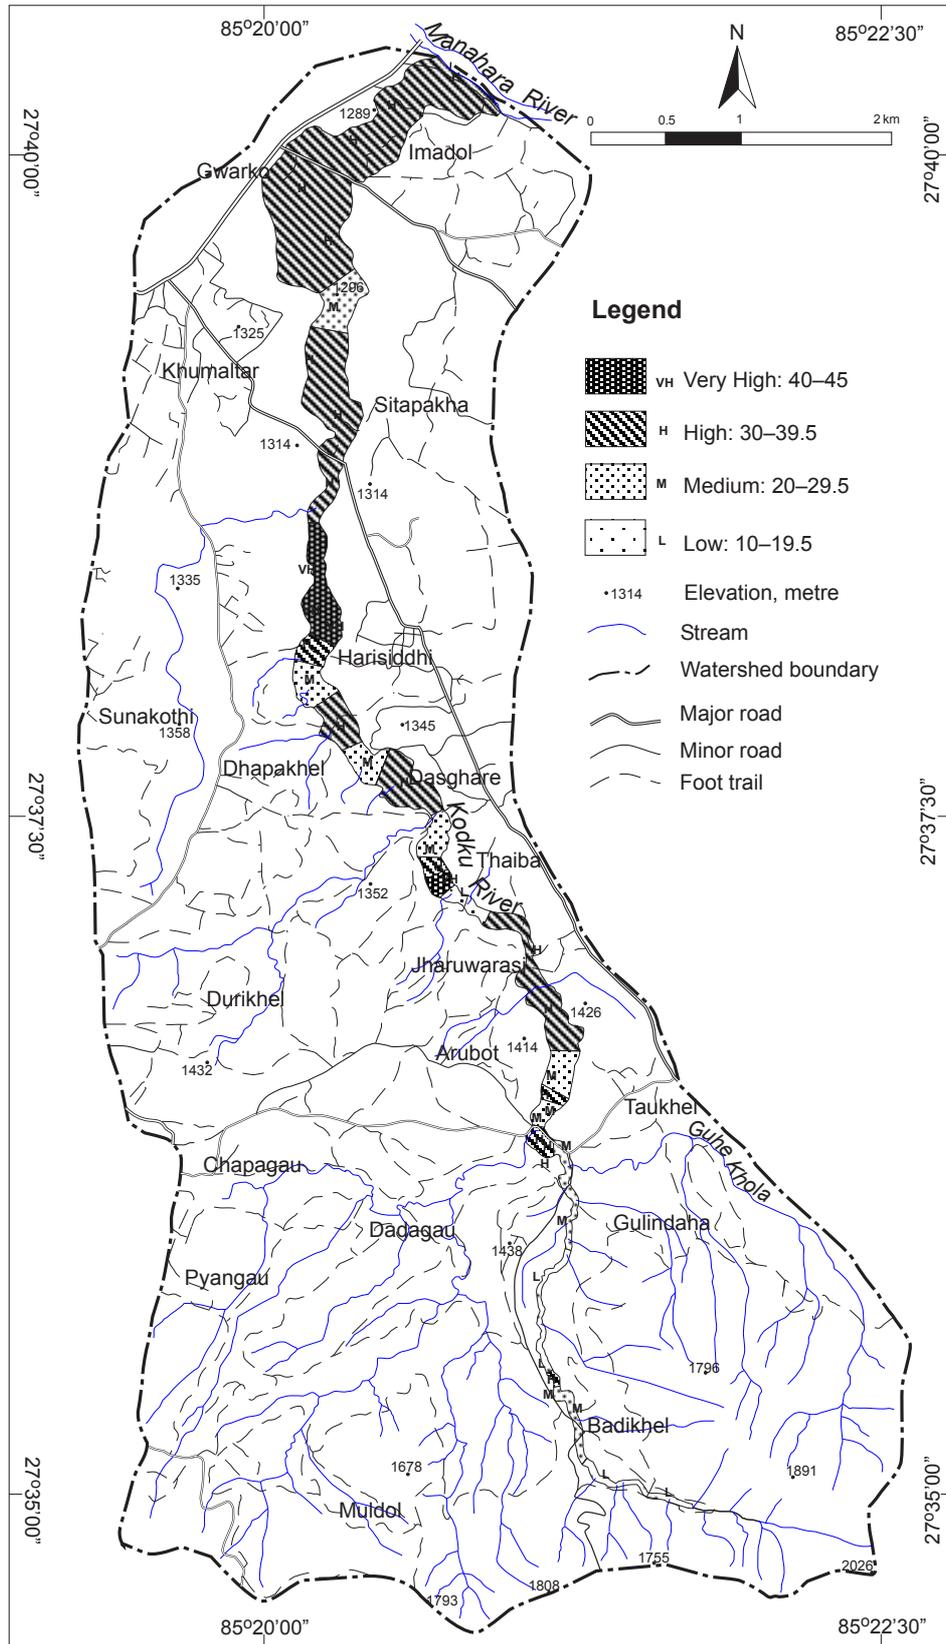 85º20'00"
85º22'30"
N
Manahara River
0 0.5 1 2 km
1289
H
H
H
Imadol
27º40'00"
27º40'00"
Gwarko
H
H
1296
M
Legend
1325
Khumaltar
VH Very High: 40–45
Sitapakha
H
H High: 30–39.5
1314
M Medium: 20–29.5
1314
L Low: 10–19.5
VH
1335
1314 Elevation, metre
Stream
Harisiddhi
Watershed boundary
M
Sunakothi
1358
Major road
H
1345
Minor road
Dhapakhel
M
Dasghare
Foot trail
27º37'30"
27º37'30"
Kodku River
M
Thaiba
H
L
1352
H
Jharuwarasi
Durikhel
1426
1414
Arubot
1432
M
M
M
Taukhel
M
H
Guhe Khola
Chapagau
L
M
Gulindaha
Dadagau
1438
Pyangau
L
L
1796
H
M
M
Badikhel
1678
L
1891
L
27º35'00"
27º35'00"
Muldol
1755
2026
1808
1793
85º20'00"
85º22'30"